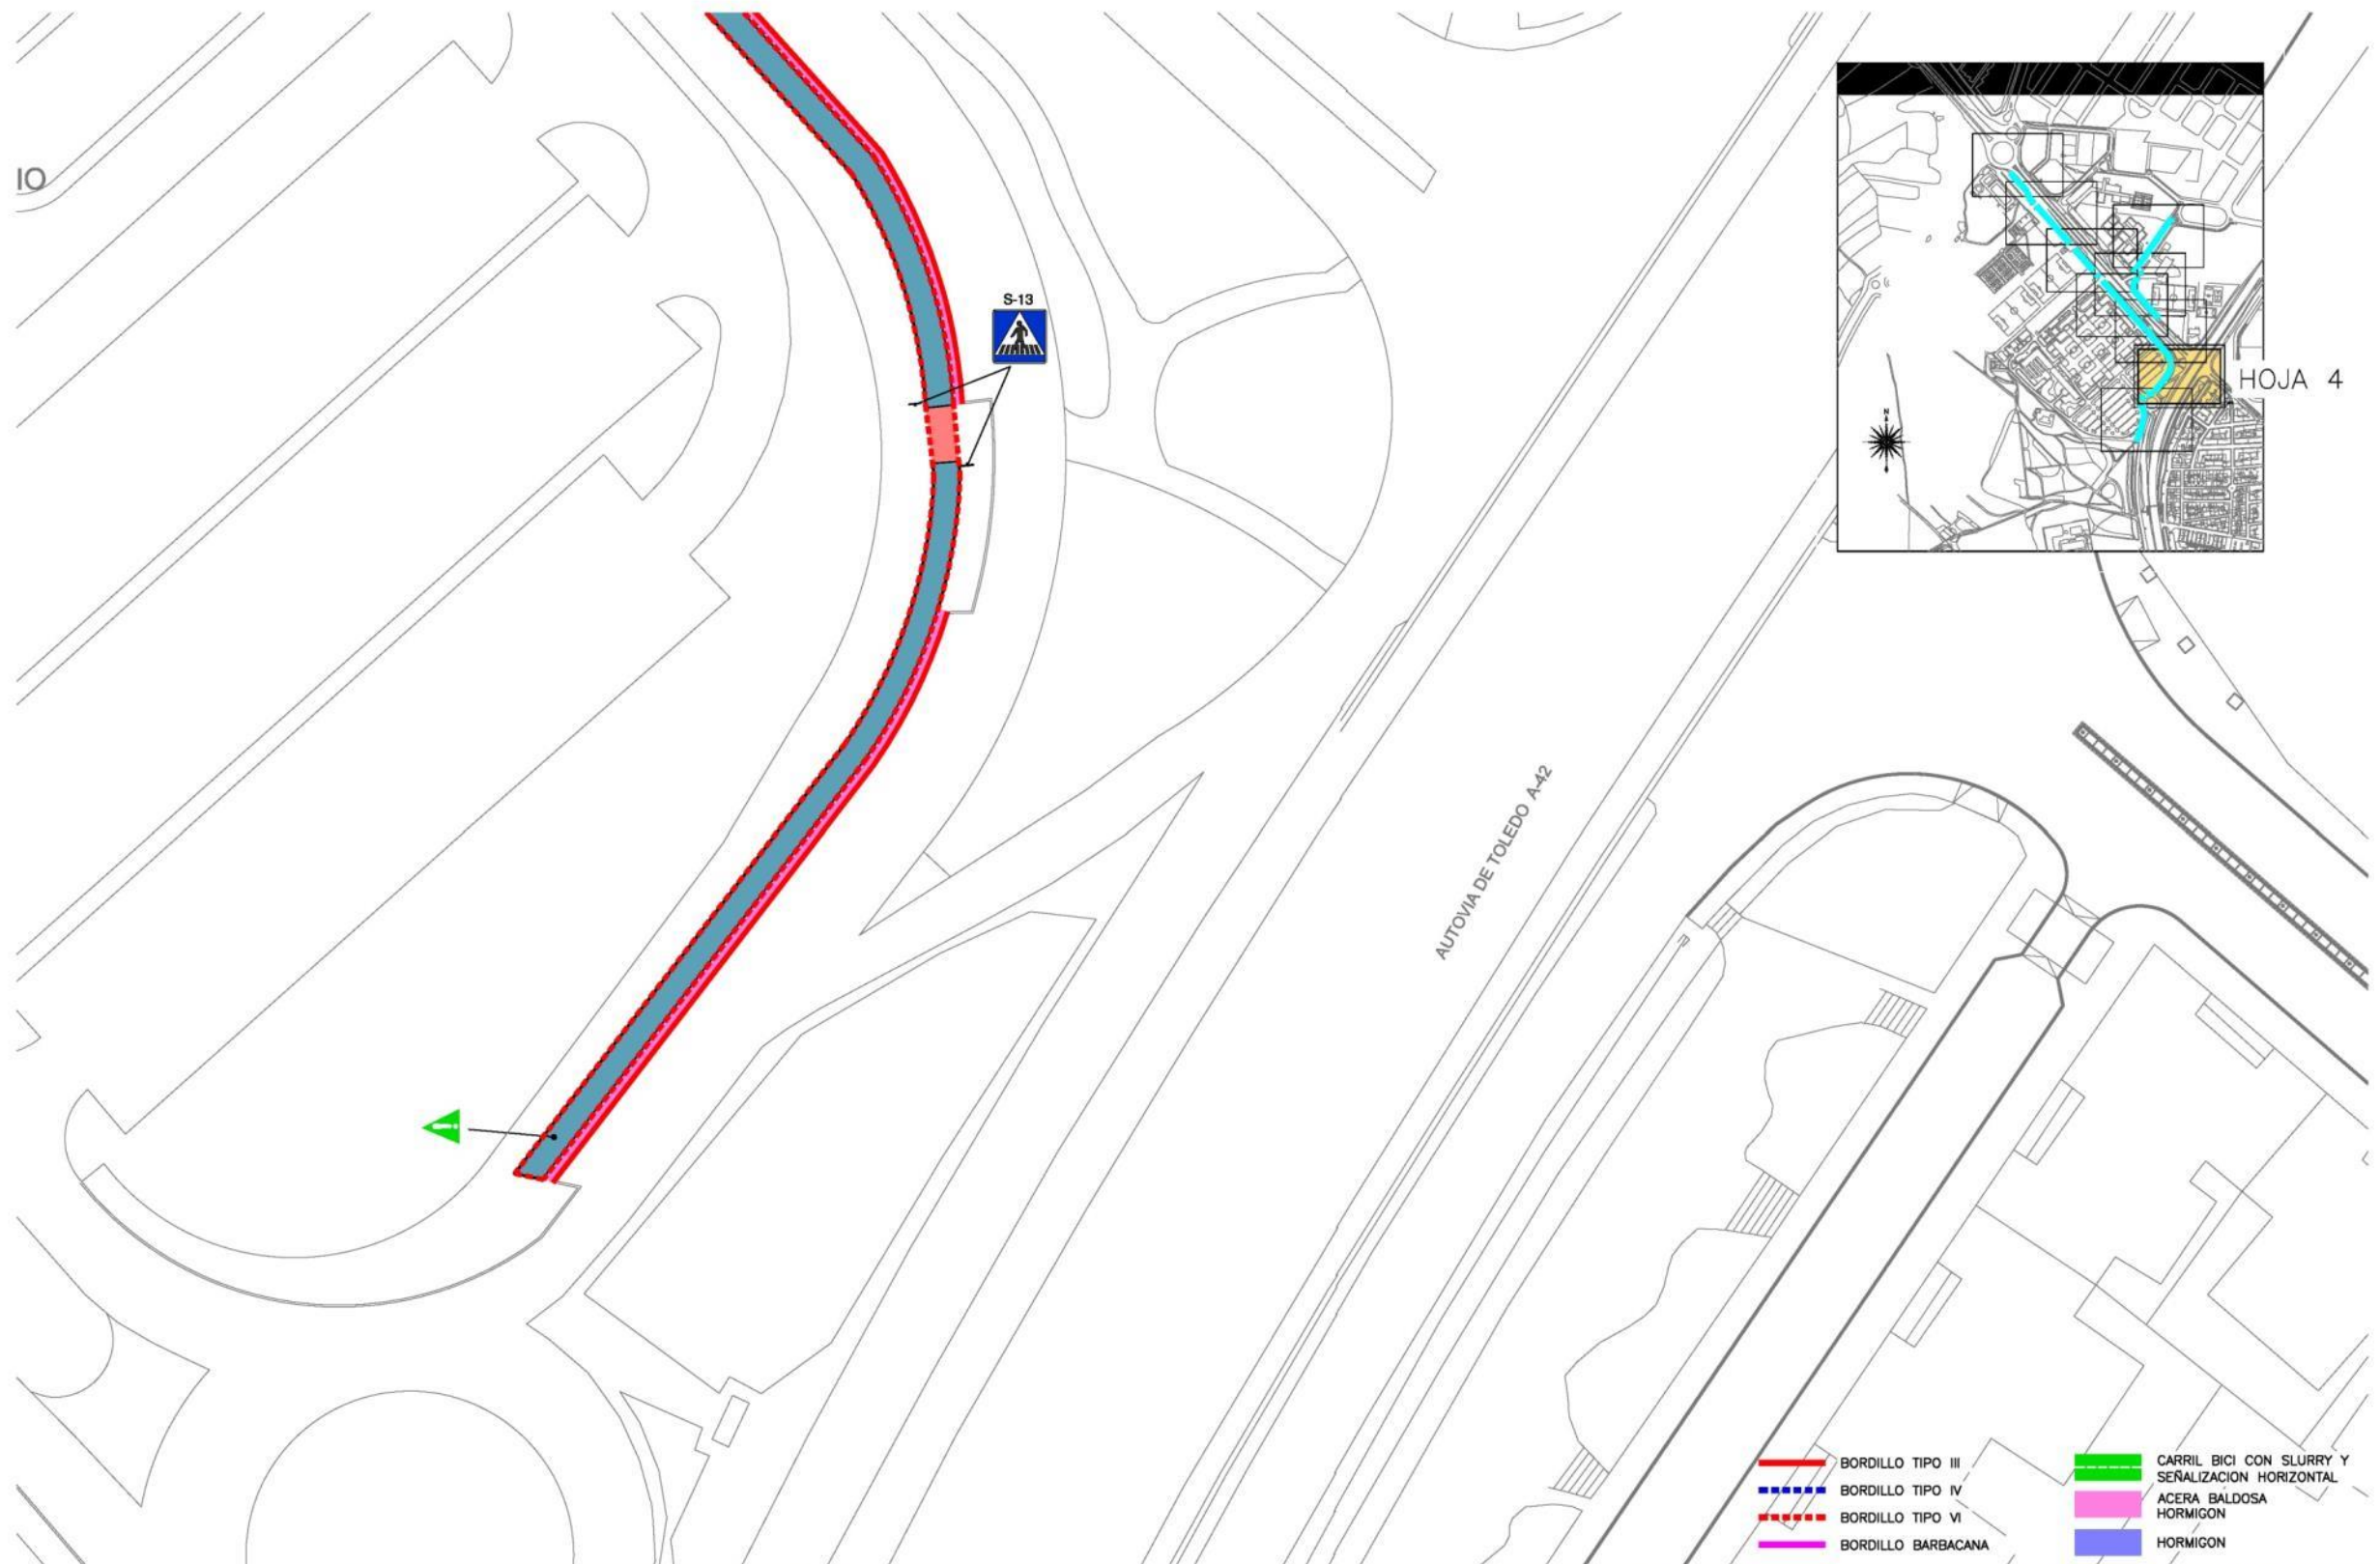 IO
S-13
HOJA 4
N
AUTOVIA DE TOLEDO A-42
BORDILLO TIPO III
BORDILLO TIPO IV
BORDILLO TIPO VI
BORDILLO BARBACANA
CARRIL BICI CON SLURRY Y
SEÑALIZACION HORIZONTAL
ACERA BALDOSA
HORMIGON
HORMIGON